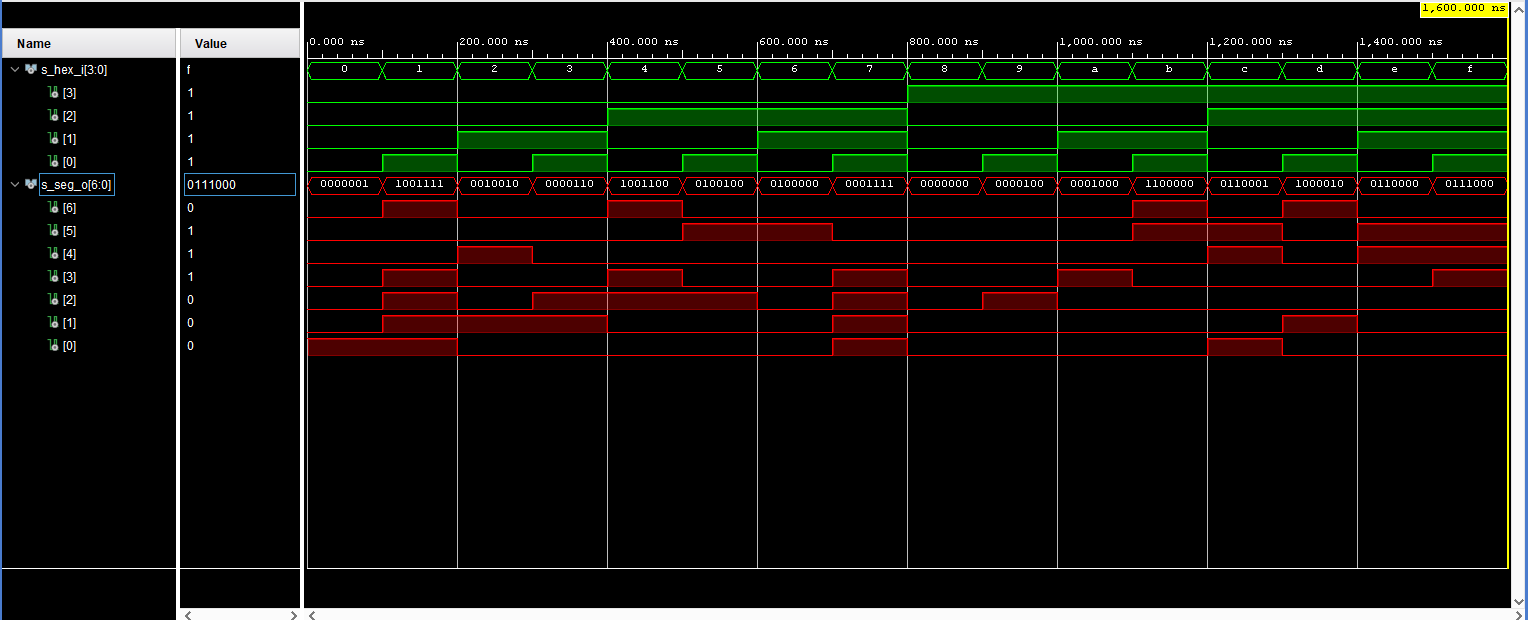 1,600.000 ns
Name Value
0.000 ns 200.000 ns 400.000 ns 600.000 ns 800.000 ns 1,000.000 ns 1,200.000 ns 1,400.000 ns
s_hex_i[3:0] f 0 1 2 3 4 5 6 7 8 9 a b c d e f
[3] 1
[2] 1
[1] 1
[0] 1
s_seg_o[6:0] 0111000 0000001 1001111 0010010 0000110 1001100 0100100 0100000 0001111 0000000 0000100 0001000 1100000 0110001 1000010 0110000 0111000
[6] 0
[5] 1
[4] 1
[3] 1
[2] 0
[1] 0
[0] 0